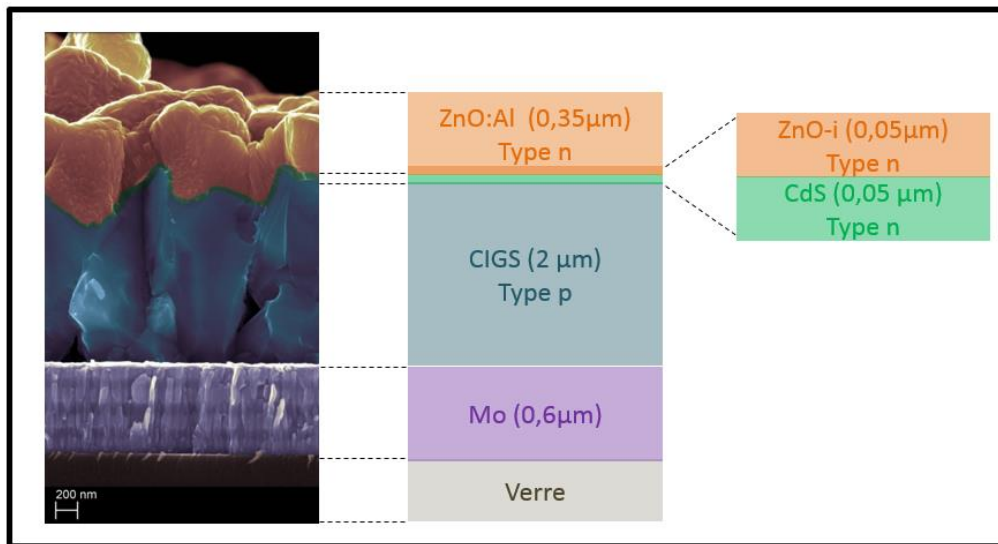 ZnO:Al (0,35µm)
Type n
ZnO-i (0,05µm)
Type n
CdS (0,05 µm)
Type n
CIGS (2 µm)
Type p
Mo (0,6µm)
Verre
200 nm